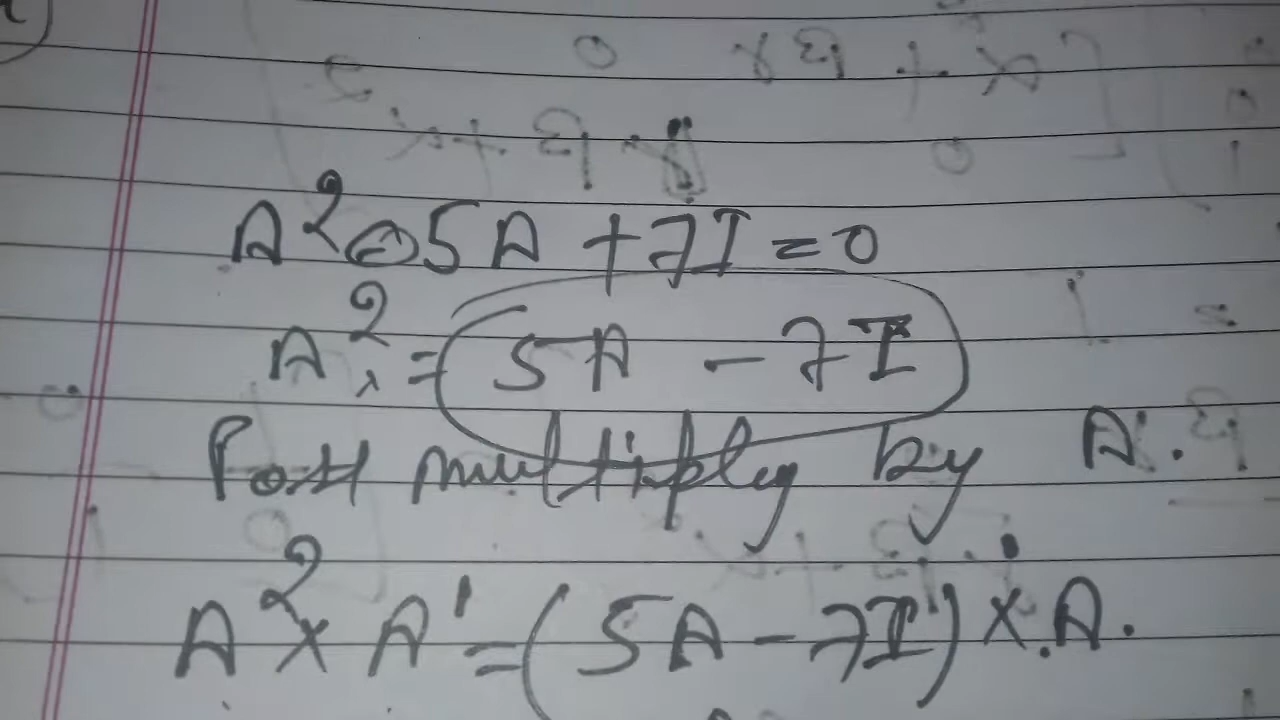 A² - 5A + 7I = 0
A² = 5A - 7I
Post multiply by A.
A² × A' = (5A - 7I) × A.